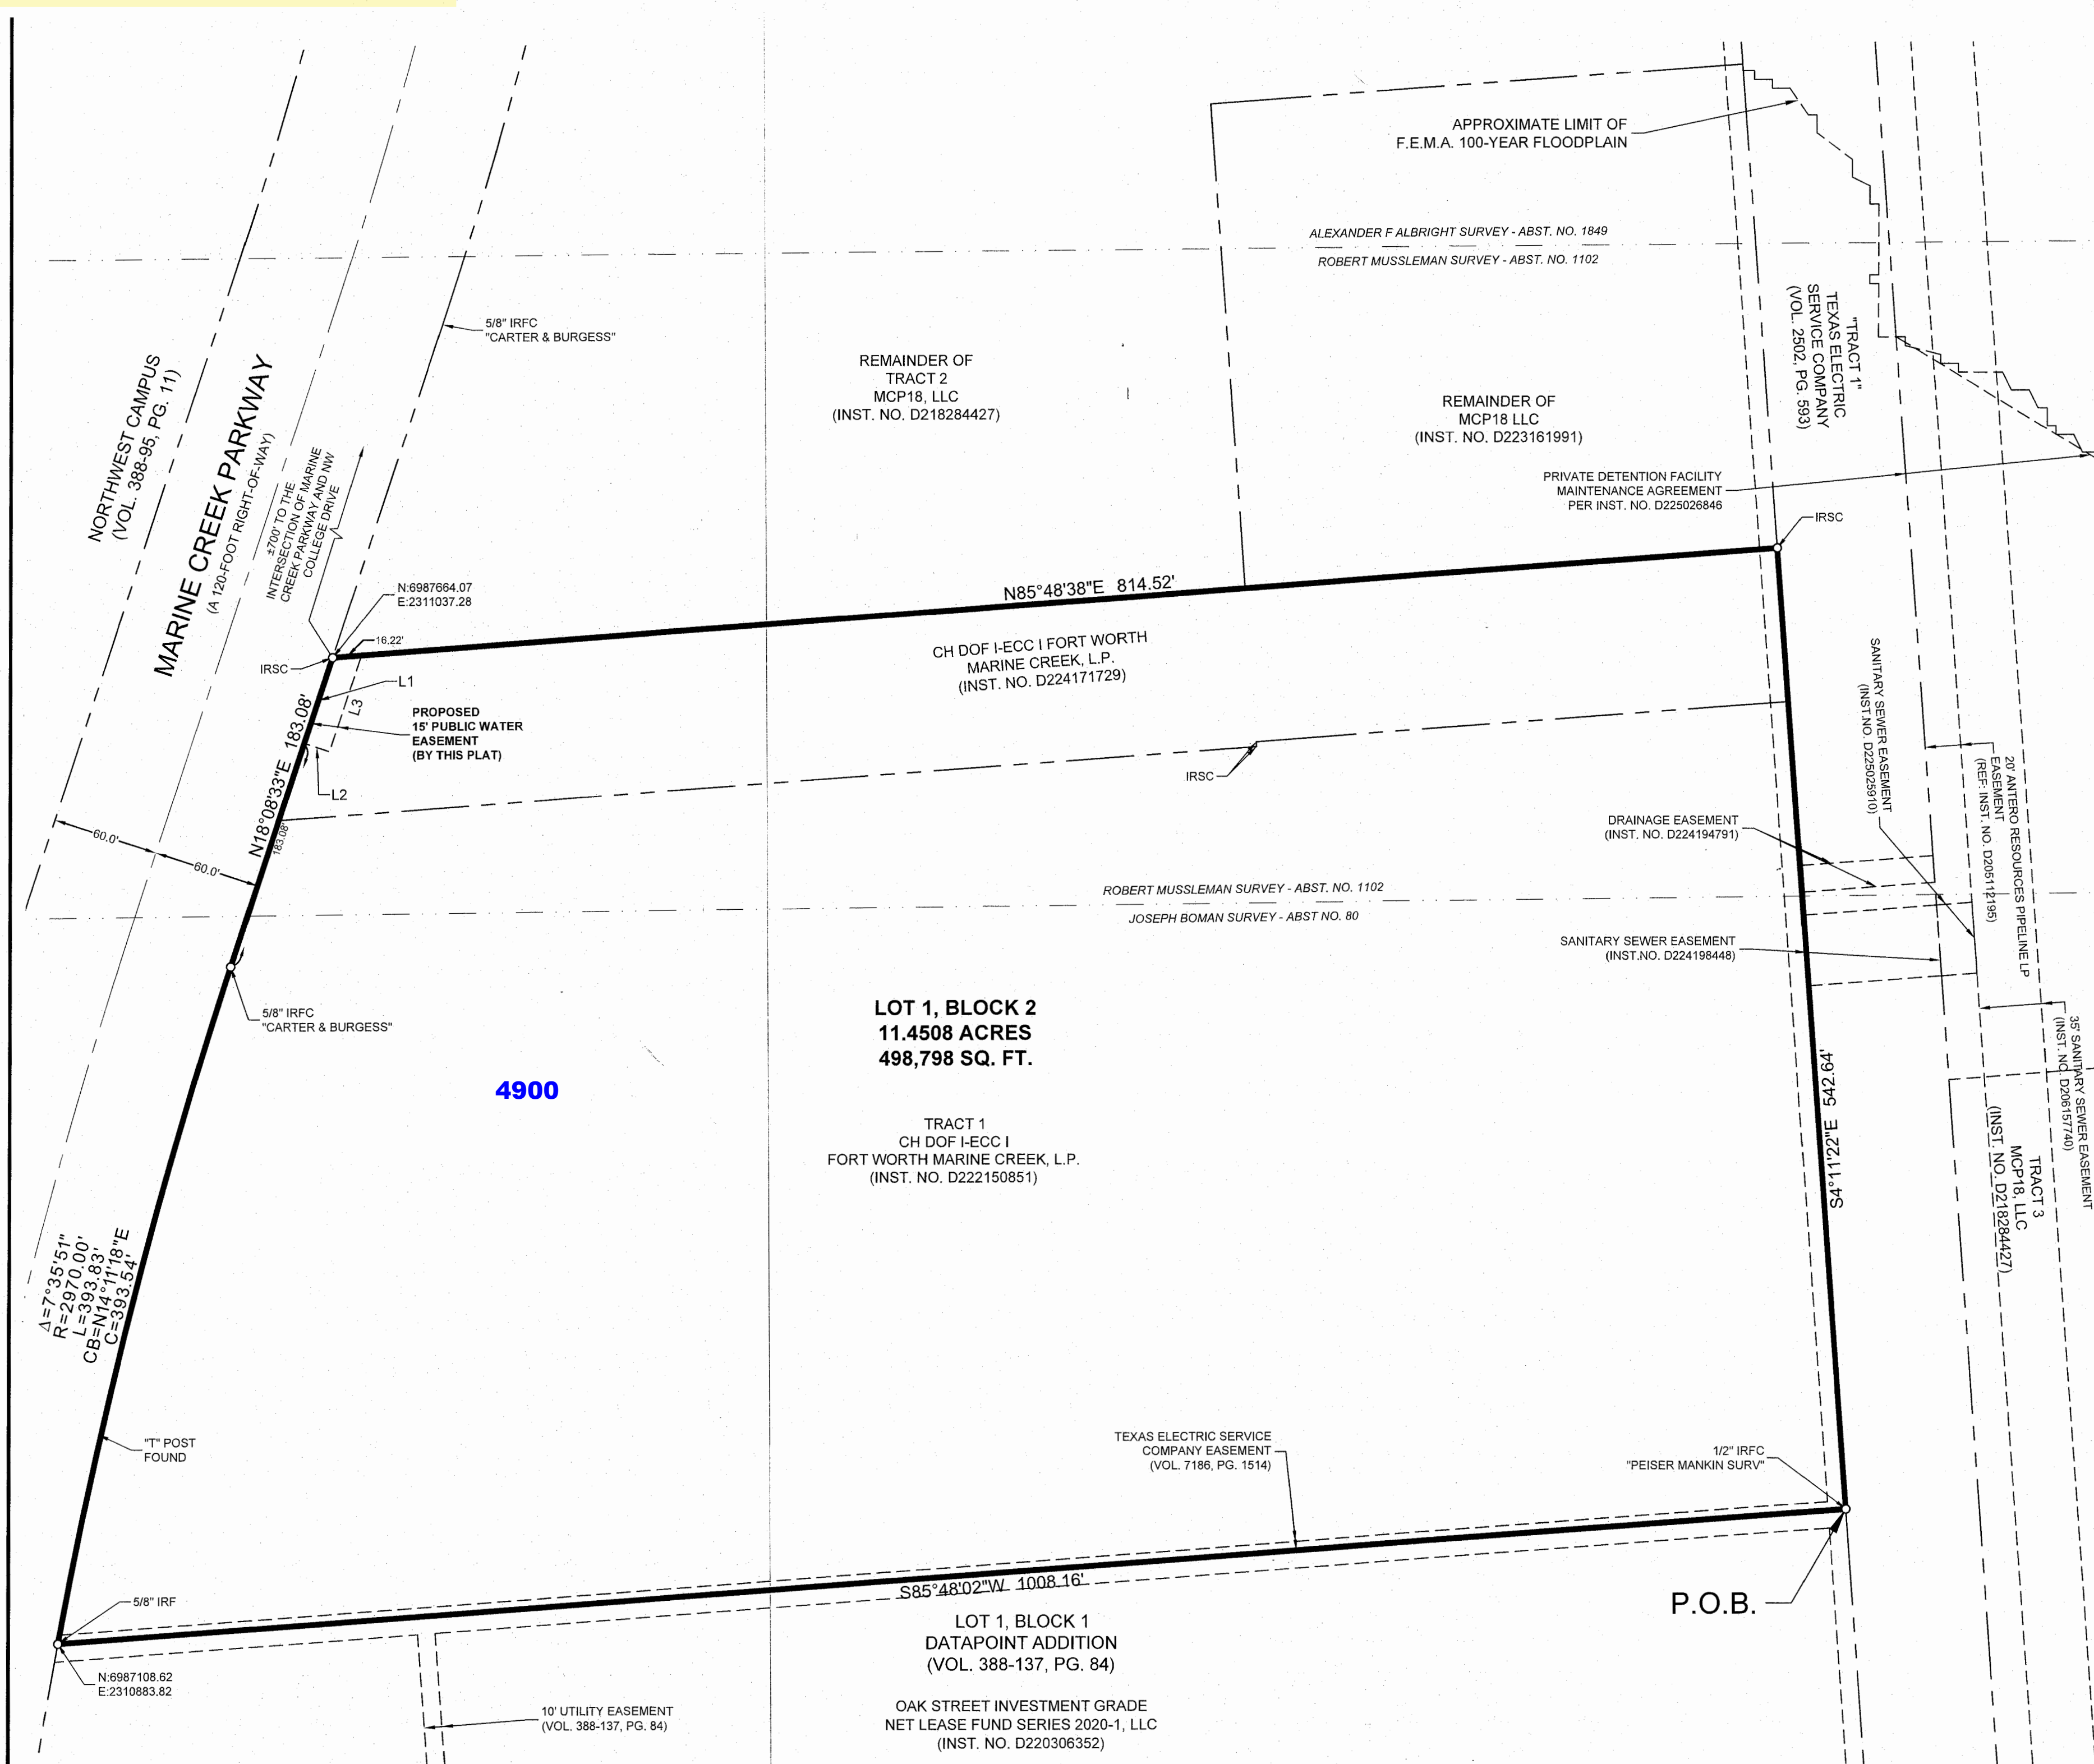 APPROXIMATE LIMIT OF
F.E.M.A. 100-YEAR FLOODPLAIN
ALEXANDER F ALBRIGHT SURVEY - ABST. NO. 1849
ROBERT MUSSLEMAN SURVEY - ABST. NO. 1102
"TRACT 1"
TEXAS ELECTRIC
SERVICE COMPANY
(VOL. 2502, PG. 593)
5/8" IRFC
"CARTER & BURGESS"
NORTHWEST CAMPUS
(VOL. 388-95, PG. 11)
MARINE CREEK PARKWAY
(A 120-FOOT RIGHT-OF-WAY)
±700' TO THE
INTERSECTION OF MARINE
CREEK PARKWAY AND NW
COLLEGE DRIVE
REMAINDER OF
TRACT 2
MCP18, LLC
(INST. NO. D218284427)
REMAINDER OF
MCP18 LLC
(INST. NO. D223161991)
PRIVATE DETENTION FACILITY
MAINTENANCE AGREEMENT
PER INST. NO. D225026846
IRSC
N:6987664.07
E:2311037.28
N85°48'38"E 814.52'
16.22'
IRSC
L1
L3
PROPOSED
15' PUBLIC WATER
EASEMENT
(BY THIS PLAT)
L2
CH DOF I-ECC I FORT WORTH
MARINE CREEK, L.P.
(INST. NO. D224171729)
IRSC
N18°08'33"E 183.08'
183.08'
60.0'
60.0'
SANITARY SEWER EASEMENT
(INST.NO. D225025910)
20' ANTERO RESOURCES PIPELINE LP
EASEMENT
(REF: INST. NO. D205112195)
DRAINAGE EASEMENT
(INST. NO. D224194791)
ROBERT MUSSLEMAN SURVEY - ABST. NO. 1102
JOSEPH BOMAN SURVEY - ABST NO. 80
SANITARY SEWER EASEMENT
(INST.NO. D224198448)
5/8" IRFC
"CARTER & BURGESS"
LOT 1, BLOCK 2
11.4508 ACRES
498,798 SQ. FT.
4900
TRACT 1
CH DOF I-ECC I
FORT WORTH MARINE CREEK, L.P.
(INST. NO. D222150851)
S4°11'22"E 542.64'
35' SANITARY SEWER EASEMENT
(INST. NO. D206157740)
TRACT 3
MCP18, LLC
(INST. NO. D218284427)
Δ=7°35'51"
R=2970.00'
L=393.83'
CB=N14°11'18"E
C=393.54'
"T" POST
FOUND
TEXAS ELECTRIC SERVICE
COMPANY EASEMENT
(VOL. 7186, PG. 1514)
1/2" IRFC
"PEISER MANKIN SURV"
S85°48'02"W 1008.16'
P.O.B.
5/8" IRF
N:6987108.62
E:2310883.82
LOT 1, BLOCK 1
DATAPOINT ADDITION
(VOL. 388-137, PG. 84)
10' UTILITY EASEMENT
(VOL. 388-137, PG. 84)
OAK STREET INVESTMENT GRADE
NET LEASE FUND SERIES 2020-1, LLC
(INST. NO. D220306352)